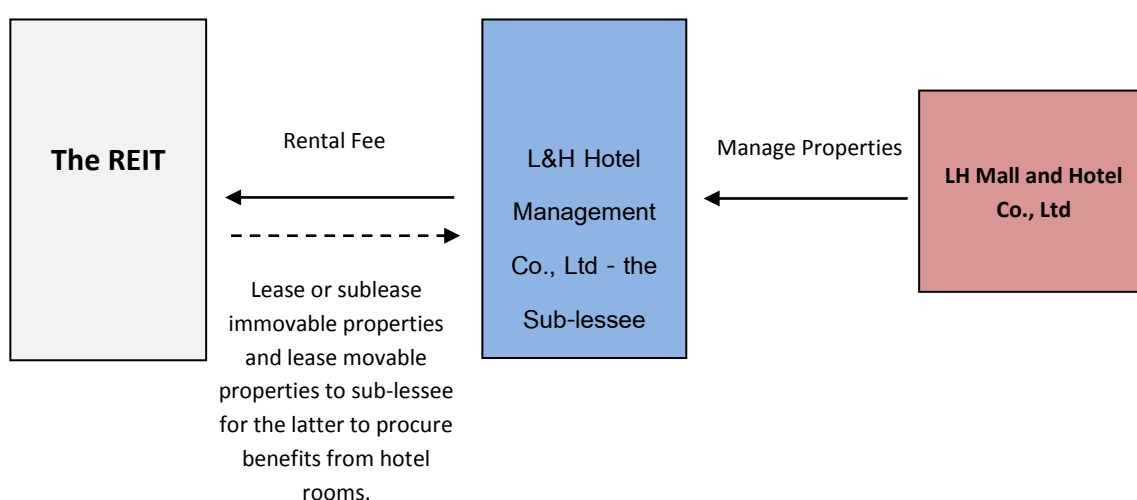 The REIT
Rental Fee
Lease or sublease
immovable properties
and lease movable
properties to sub-lessee
for the latter to procure
benefits from hotel
rooms.
L&H Hotel
Management
Co., Ltd - the
Sub-lessee
Manage Properties
LH Mall and Hotel
Co., Ltd